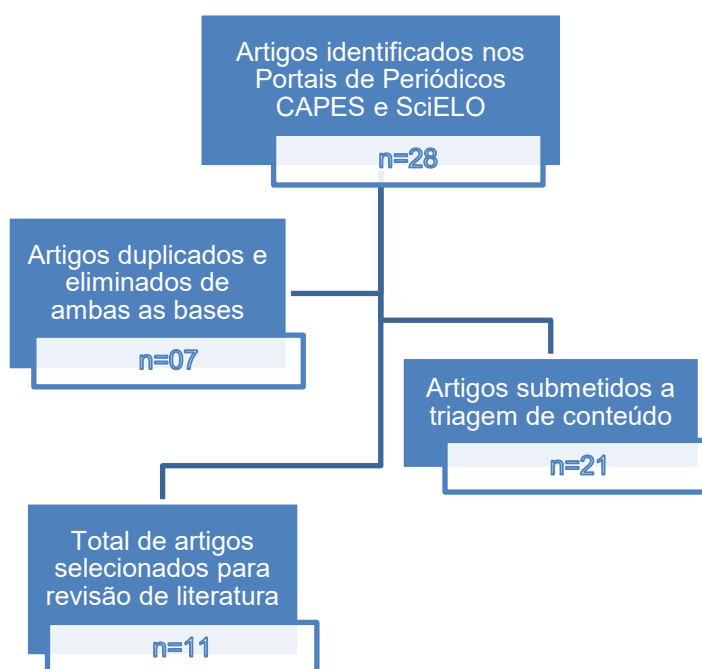 Artigos identificados nos
Portais de Periódicos
CAPES e SciELO
n=28
Artigos duplicados e
eliminados de
ambas as bases
n=07
Artigos submetidos a
triagem de conteúdo
n=21
Total de artigos
selecionados para
revisão de literatura
n=11